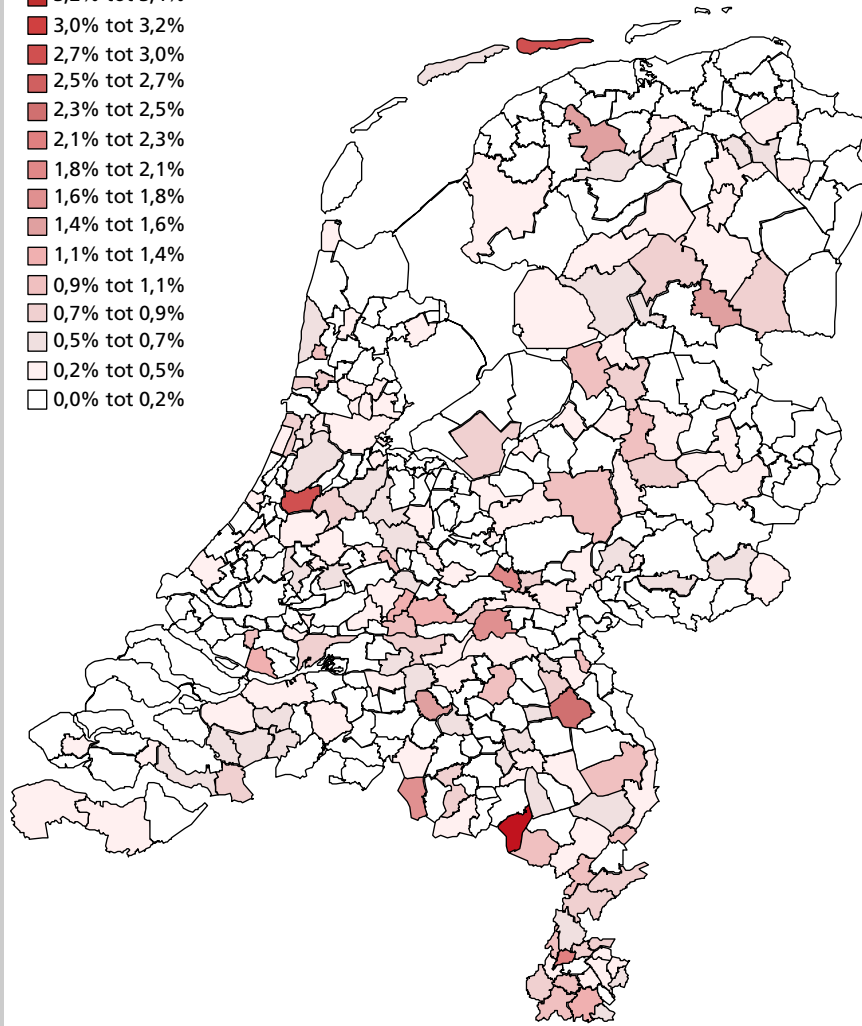 3,0% tot 3,2%
2,7% tot 3,0%
2,5% tot 2,7%
2,3% tot 2,5%
2,1% tot 2,3%
1,8% tot 2,1%
1,6% tot 1,8%
1,4% tot 1,6%
1,1% tot 1,4%
0,9% tot 1,1%
0,7% tot 0,9%
0,5% tot 0,7%
0,2% tot 0,5%
0,0% tot 0,2%